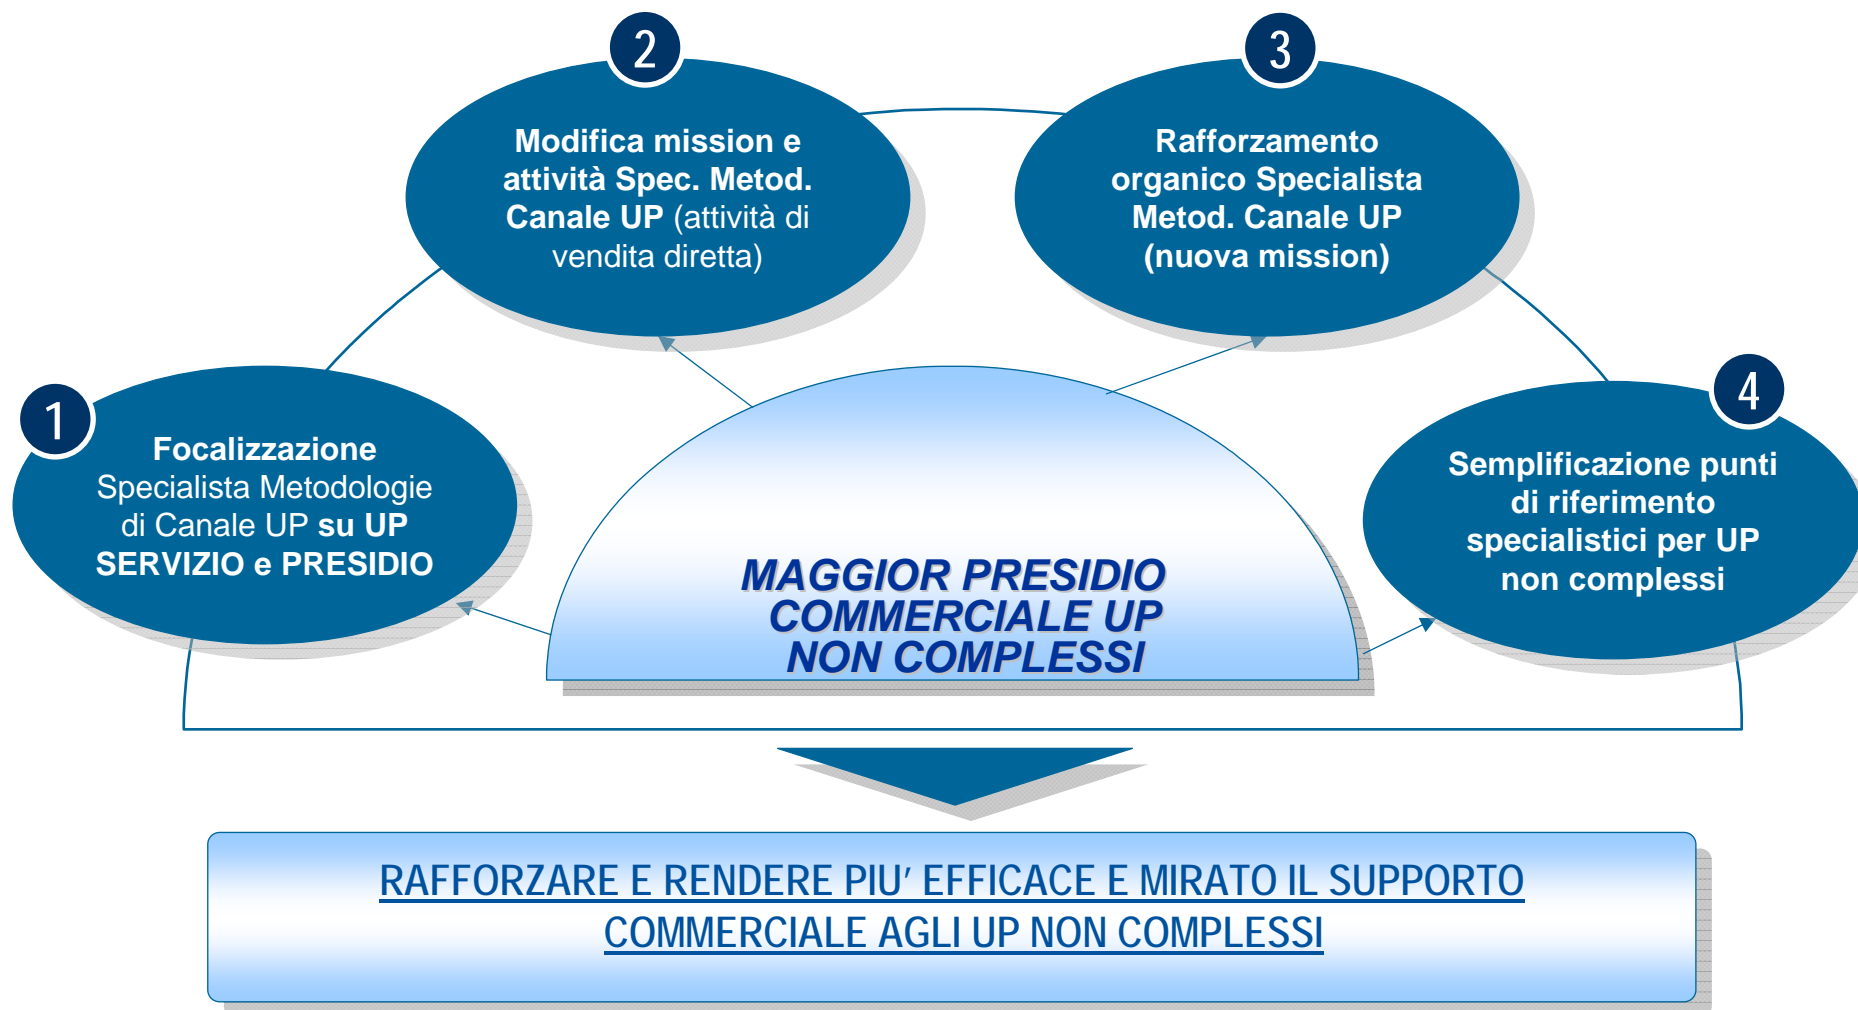 1
Focalizzazione
Specialista Metodologie
di Canale UP su UP
SERVIZIO e PRESIDIO
2
Modifica mission e
attività Spec. Metod.
Canale UP (attività di
vendita diretta)
3
Rafforzamento
organico Specialista
Metod. Canale UP
(nuova mission)
4
Semplificazione punti
di riferimento
specialistici per UP
non complessi
MAGGIOR PRESIDIO
COMMERCIALE UP
NON COMPLESSI
RAFFORZARE E RENDERE PIU’ EFFICACE E MIRATO IL SUPPORTO
COMMERCIALE AGLI UP NON COMPLESSI